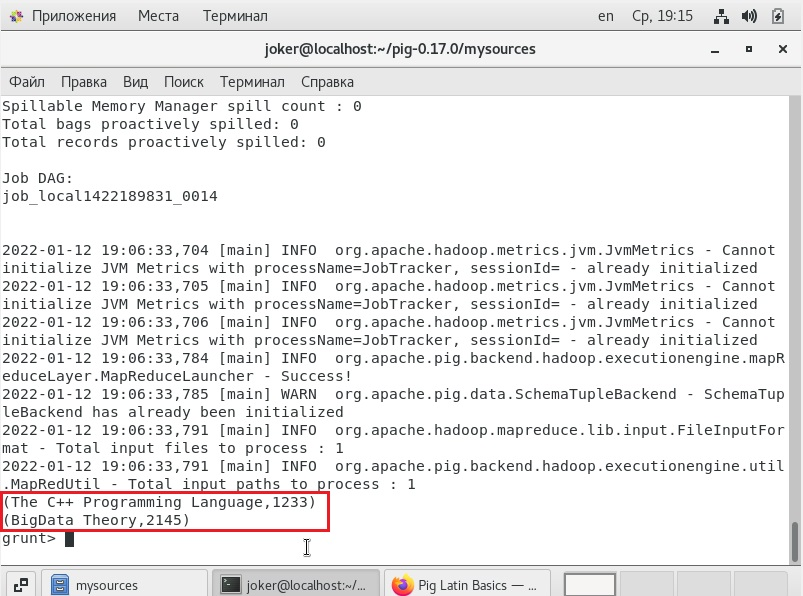 Приложения Места Терминал en Ср, 19:15
joker@localhost:~/pig-0.17.0/mysources
Файл Правка Вид Поиск Терминал Справка
Spillable Memory Manager spill count : 0
Total bags proactively spilled: 0
Total records proactively spilled: 0
Job DAG:
job_local1422189831_0014
2022-01-12 19:06:33,704 [main] INFO  org.apache.hadoop.metrics.jvm.JvmMetrics - Cannot
initialize JVM Metrics with processName=JobTracker, sessionId= - already initialized
2022-01-12 19:06:33,705 [main] INFO  org.apache.hadoop.metrics.jvm.JvmMetrics - Cannot
initialize JVM Metrics with processName=JobTracker, sessionId= - already initialized
2022-01-12 19:06:33,706 [main] INFO  org.apache.hadoop.metrics.jvm.JvmMetrics - Cannot
initialize JVM Metrics with processName=JobTracker, sessionId= - already initialized
2022-01-12 19:06:33,784 [main] INFO  org.apache.pig.backend.hadoop.executionengine.mapR
educeLayer.MapReduceLauncher - Success!
2022-01-12 19:06:33,785 [main] WARN  org.apache.pig.data.SchemaTupleBackend - SchemaTup
leBackend has already been initialized
2022-01-12 19:06:33,791 [main] INFO  org.apache.hadoop.mapreduce.lib.input.FileInputFor
mat - Total input files to process : 1
2022-01-12 19:06:33,791 [main] INFO  org.apache.pig.backend.hadoop.executionengine.util
.MapRedUtil - Total input paths to process : 1
(The C++ Programming Language,1233)
(BigData Theory,2145)
grunt>
mysources joker@localhost:~/... Pig Latin Basics — ...